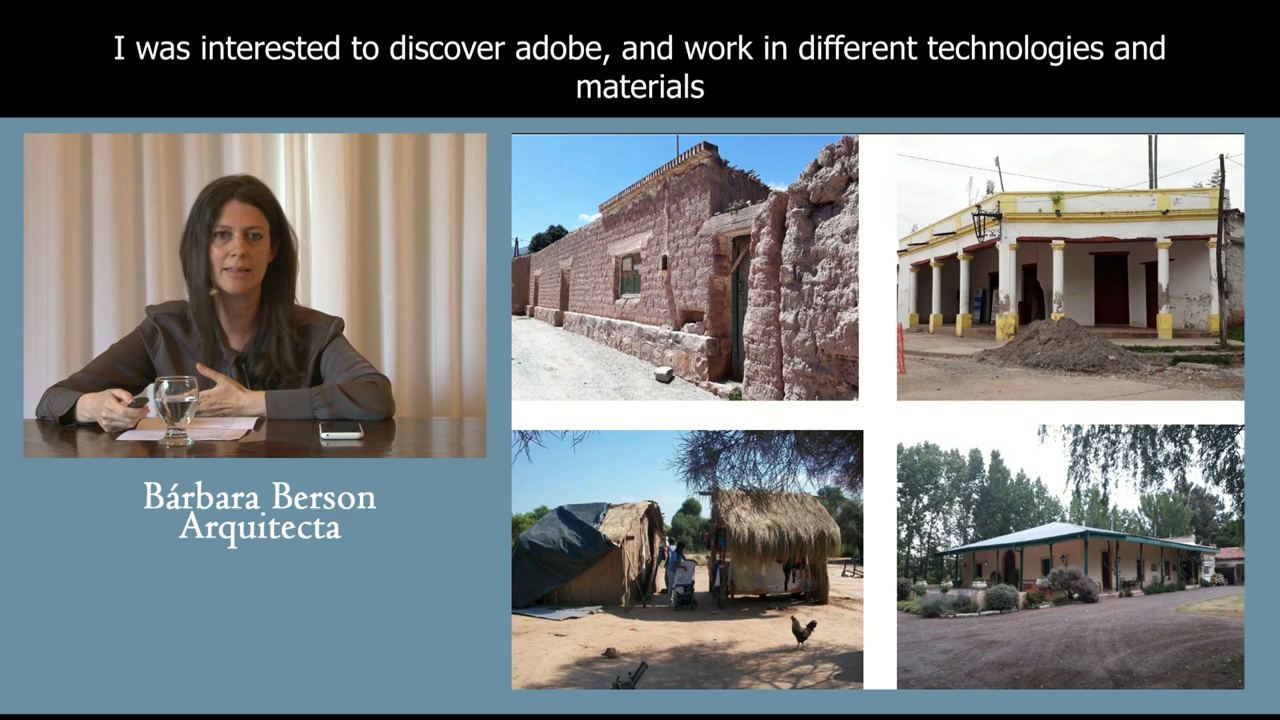 I was interested to discover adobe, and work in different technologies and
materials
Bárbara Berson
Arquitecta